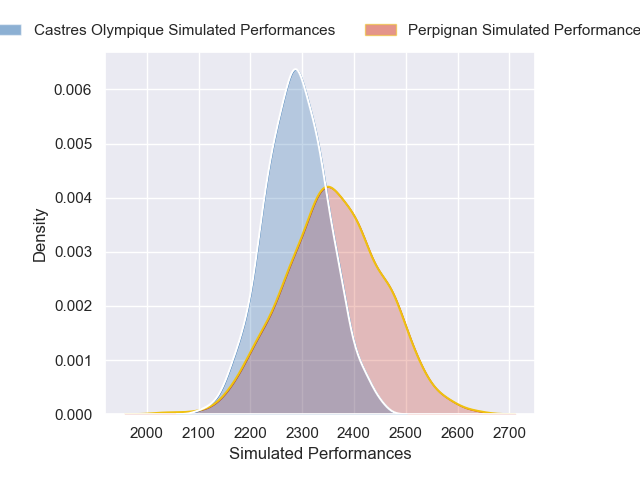 Castres Olympique Simulated Performances
Perpignan Simulated Performance
0.006
0.005
0.004
0.003
0.002
0.001
0.000
Density
2000 2100 2200 2300 2400 2500 2600 2700
Simulated Performances